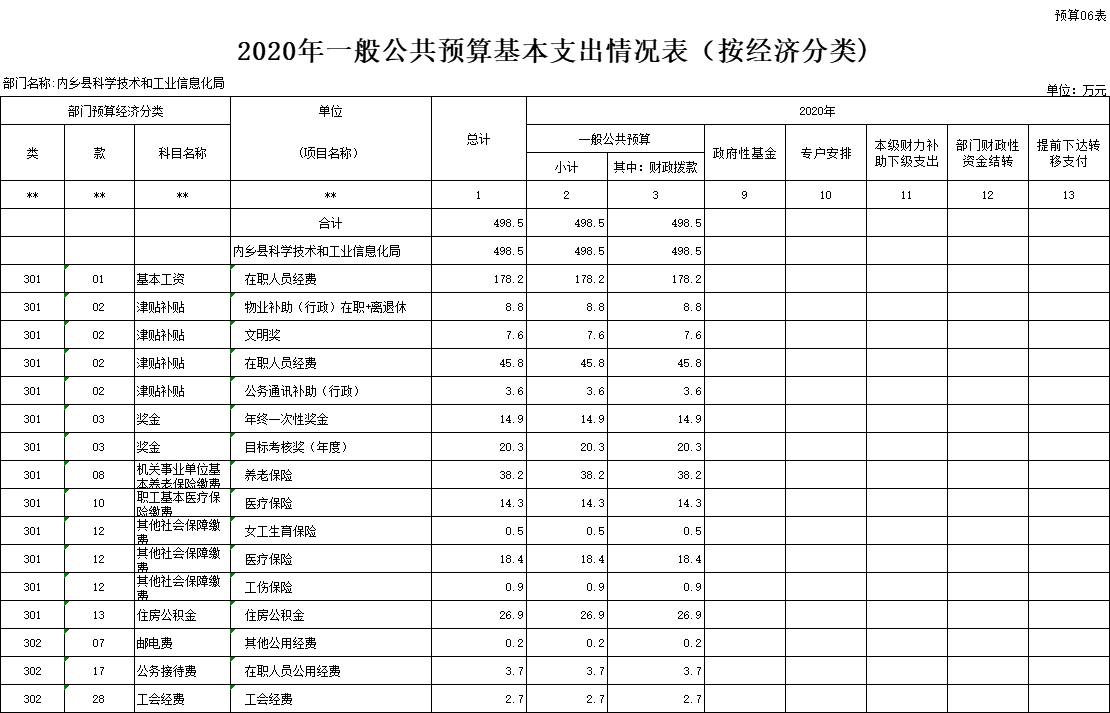 预算06表
2020年一般公共预算基本支出情况表（按经济分类)
部门名称:内乡县科学技术和工业信息化局
单位：万元
部门预算经济分类 单位 总计 2020年
类 款 科目名称 （项目名称） 一般公共预算 政府性基金 专户安排 本级财力补助下级支出 部门财政性资金结转 提前下达转移支付
小计 其中：财政拨款
** ** ** ** 1 2 3 9 10 11 12 13
合计 498.5 498.5 498.5
内乡县科学技术和工业信息化局 498.5 498.5 498.5
301 01 基本工资 在职人员经费 178.2 178.2 178.2
301 02 津贴补贴 物业补助（行政）在职+离退休 8.8 8.8 8.8
301 02 津贴补贴 文明奖 7.6 7.6 7.6
301 02 津贴补贴 在职人员经费 45.8 45.8 45.8
301 02 津贴补贴 公务通讯补助（行政） 3.6 3.6 3.6
301 03 奖金 年终一次性奖金 14.9 14.9 14.9
301 03 奖金 目标考核奖（年度） 20.3 20.3 20.3
301 08 机关事业单位基本养老保险缴费 养老保险 38.2 38.2 38.2
301 10 职工基本医疗保险缴费 医疗保险 14.3 14.3 14.3
301 12 其他社会保障缴费 女工生育保险 0.5 0.5 0.5
301 12 其他社会保障缴费 医疗保险 18.4 18.4 18.4
301 12 其他社会保障缴费 工伤保险 0.9 0.9 0.9
301 13 住房公积金 住房公积金 26.9 26.9 26.9
302 07 邮电费 其他公用经费 0.2 0.2 0.2
302 17 公务接待费 在职人员公用经费 3.7 3.7 3.7
302 28 工会经费 工会经费 2.7 2.7 2.7